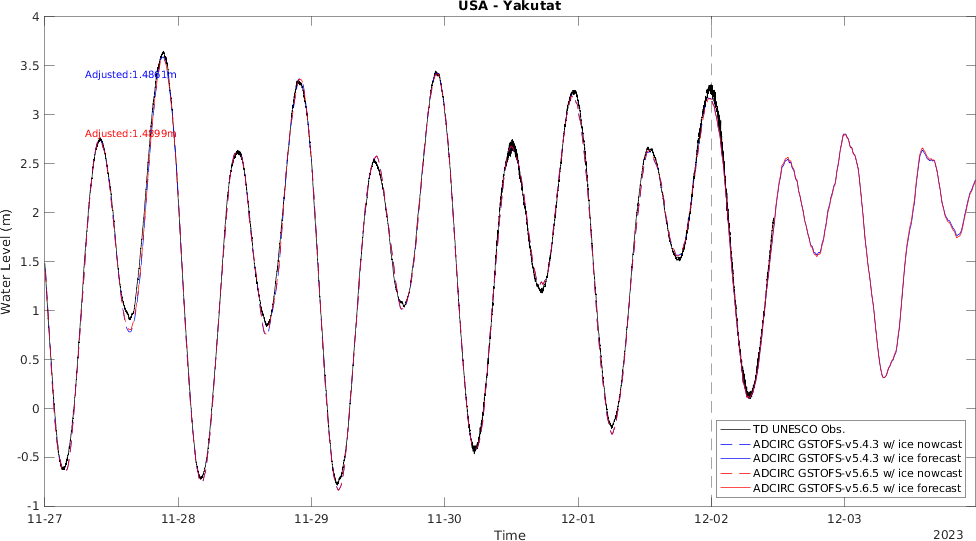 USA - Yakutat
4
3.5
3
2.5
2
1.5
1
0.5
0
-0.5
-1
Water Level (m)
Adjusted:1.4861m
Adjusted:1.4899m
TD UNESCO Obs.
ADCIRC GSTOFS-v5.4.3 w/ ice nowcast
ADCIRC GSTOFS-v5.4.3 w/ ice forecast
ADCIRC GSTOFS-v5.6.5 w/ ice nowcast
ADCIRC GSTOFS-v5.6.5 w/ ice forecast
11-27 11-28 11-29 11-30 12-01 12-02 12-03
Time
2023